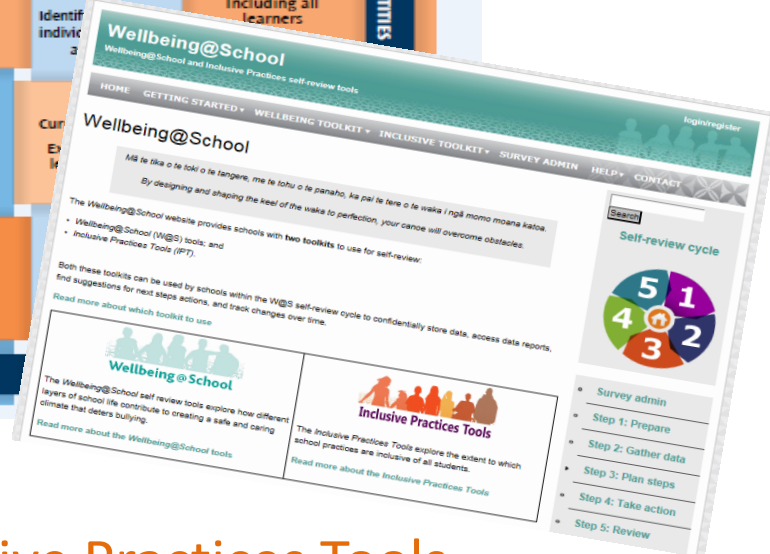 Including all
learners
Identif
indivi
a
TITIES
Cur
Wellbeing@School
Wellbeing@School and Inclusive Practices self-review tools
login/register
HOME GETTING STARTED WELLBEING TOOLKIT INCLUSIVE TOOLKIT SURVEY ADMIN HELP CONTACT
Wellbeing@School
Mā te tika o te toki o te tangere, me te tohu o te panaho, ka pai te tere o te waka i ngā momo moana katoa.
By designing and shaping the keel of the waka to perfection, your canoe will overcome obstacles.
The Wellbeing@School website provides schools with two toolkits to use for self-review:
• Wellbeing@School (W@S) tools; and
• Inclusive Practices Tools (IPT).
Both these toolkits can be used by schools within the W@S self-review cycle to confidentially store data, access data reports,
find suggestions for next steps actions, and track changes over time.
Read more about which toolkit to use
Wellbeing@School
The Wellbeing@School self review tools explore how different
layers of school life contribute to creating a safe and caring
climate that deters bullying.
Read more about the Wellbeing@School tools
Inclusive Practices Tools
The Inclusive Practices Tools explore the extent to which
school practices are inclusive of all students.
Read more about the Inclusive Practices Tools
Search
Self-review cycle
5 1
4 2
3
Survey admin
Step 1: Prepare
Step 2: Gather data
Step 3: Plan steps
Step 4: Take action
Step 5: Review
ive Practices Tools